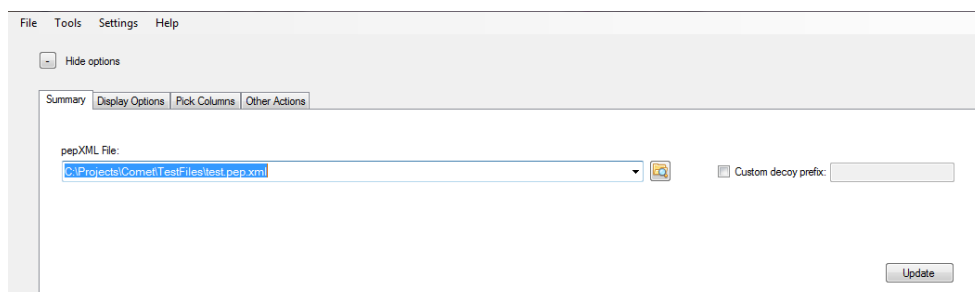 File Tools Settings Help
- Hide options
Summary Display Options Pick Columns Other Actions
pepXML File:
C:\Projects\Comet\TestFiles\test.pep.xml
Custom decoy prefix:
Update